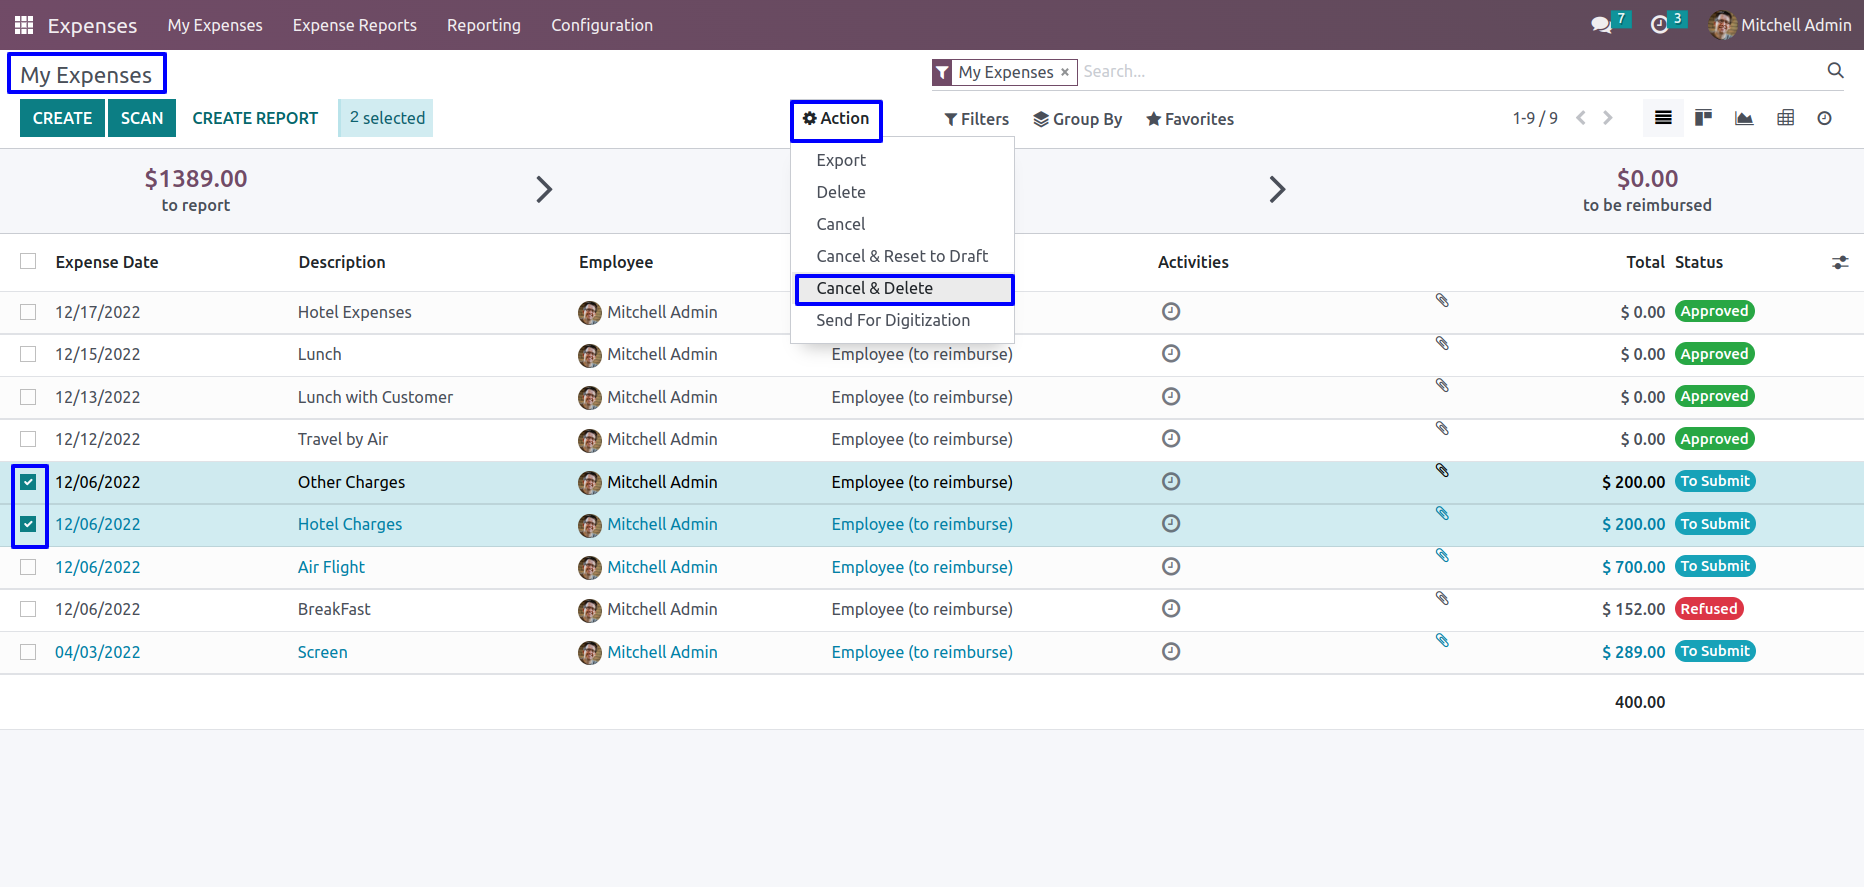 Expenses My Expenses Expense Reports Reporting Configuration 7 3 Mitchell Admin
My Expenses My Expenses × Search...
CREATE SCAN CREATE REPORT 2 selected Action Filters Group By Favorites 1-9 / 9
Export
Delete
Cancel
Cancel & Reset to Draft
Cancel & Delete
Send For Digitization
$1389.00 $0.00
to report to be reimbursed
Expense Date Description Employee Activities Total Status
12/17/2022 Hotel Expenses Mitchell Admin $ 0.00 Approved
12/15/2022 Lunch Mitchell Admin Employee (to reimburse) $ 0.00 Approved
12/13/2022 Lunch with Customer Mitchell Admin Employee (to reimburse) $ 0.00 Approved
12/12/2022 Travel by Air Mitchell Admin Employee (to reimburse) $ 0.00 Approved
12/06/2022 Other Charges Mitchell Admin Employee (to reimburse) $ 200.00 To Submit
12/06/2022 Hotel Charges Mitchell Admin Employee (to reimburse) $ 200.00 To Submit
12/06/2022 Air Flight Mitchell Admin Employee (to reimburse) $ 700.00 To Submit
12/06/2022 BreakFast Mitchell Admin Employee (to reimburse) $ 152.00 Refused
04/03/2022 Screen Mitchell Admin Employee (to reimburse) $ 289.00 To Submit
400.00